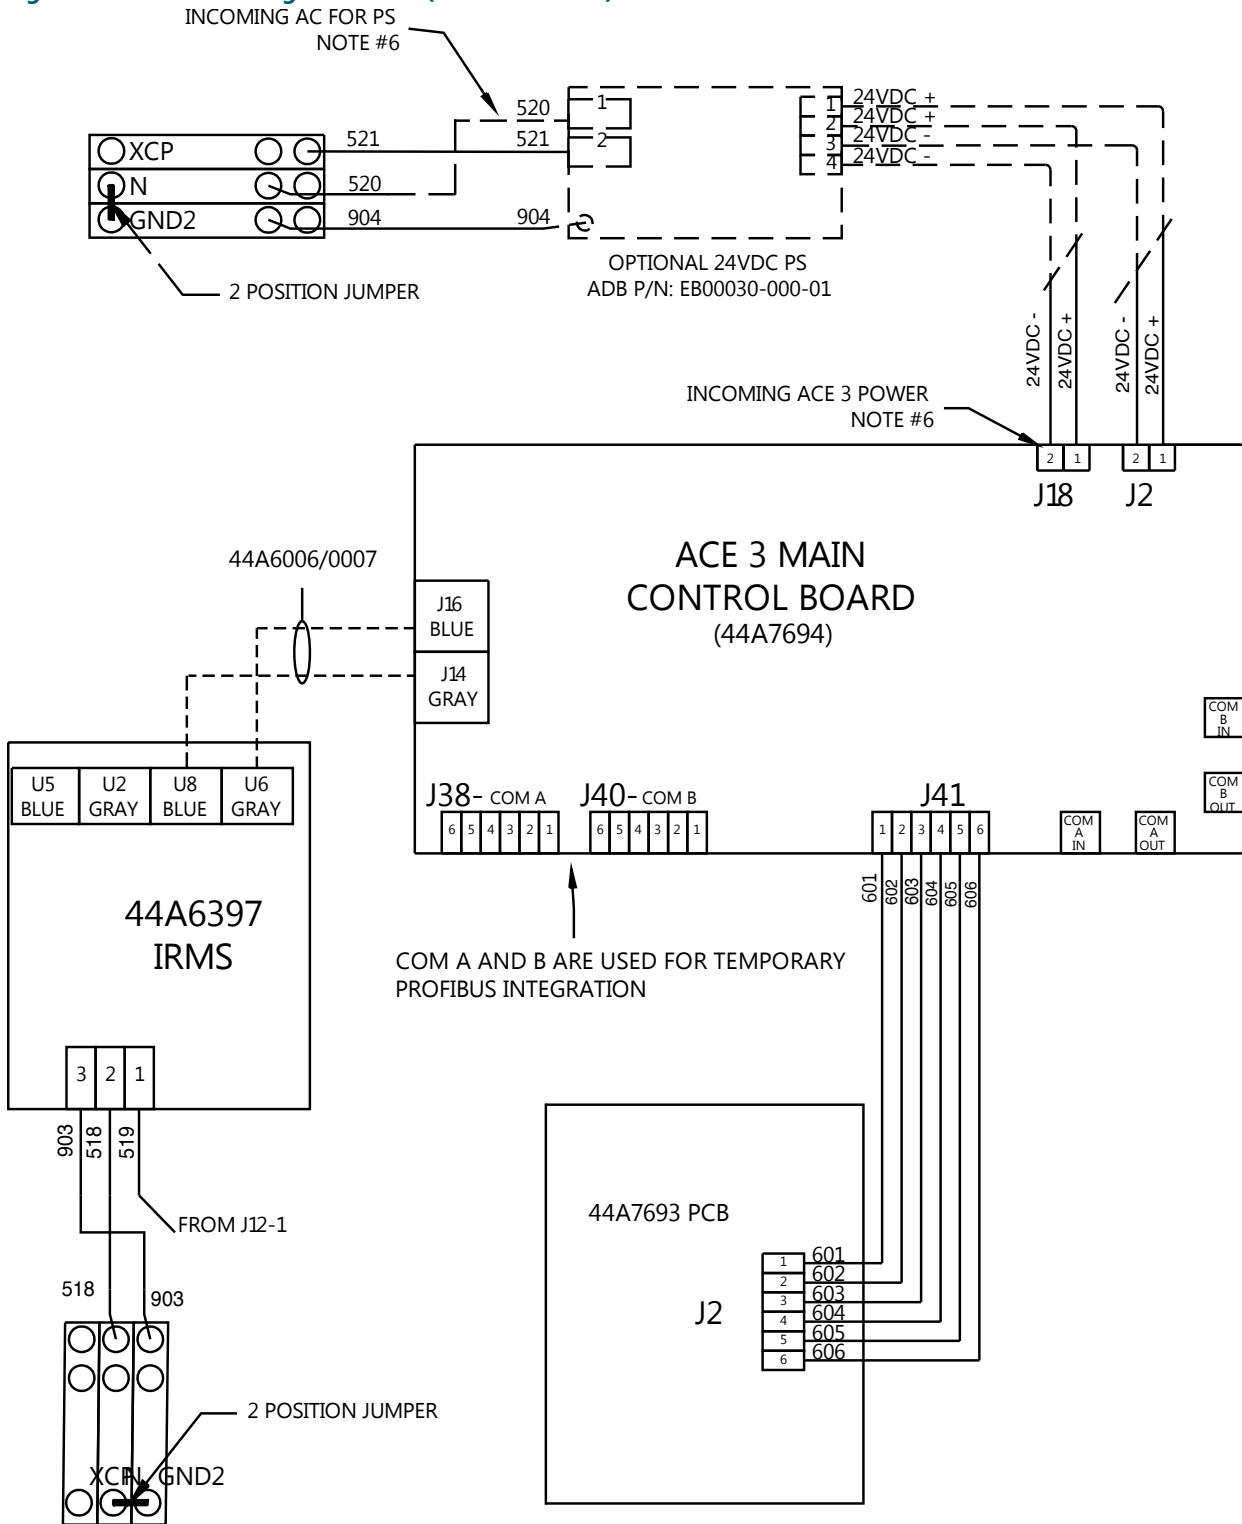 INCOMING AC FOR PS
NOTE #6
520
1
521
521
2
XCP
N
520
GND2
904
904
1
24VDC +
2
24VDC +
3
24VDC -
4
24VDC -
OPTIONAL 24VDC PS
ADB P/N: EB00030-000-01
2 POSITION JUMPER
24VDC -
24VDC +
24VDC -
24VDC +
INCOMING ACE 3 POWER
NOTE #6
2 1
2 1
J18
J2
ACE 3 MAIN
CONTROL BOARD
(44A7694)
44A6006/0007
J16
BLUE
J14
GRAY
COM
B
IN
COM
B
OUT
U5
BLUE
U2
GRAY
U8
BLUE
U6
GRAY
J38- COM A
6 5 4 3 2 1
J40- COM B
6 5 4 3 2 1
J41
1 2 3 4 5 6
COM
A
IN
COM
A
OUT
601
602
603
604
605
606
44A6397
IRMS
COM A AND B ARE USED FOR TEMPORARY
PROFIBUS INTEGRATION
3 2 1
903
518
519
FROM J12-1
44A7693 PCB
J2
1 601
2 602
3 603
4 604
5 605
6 606
518
903
2 POSITION JUMPER
XCP
N
GND2